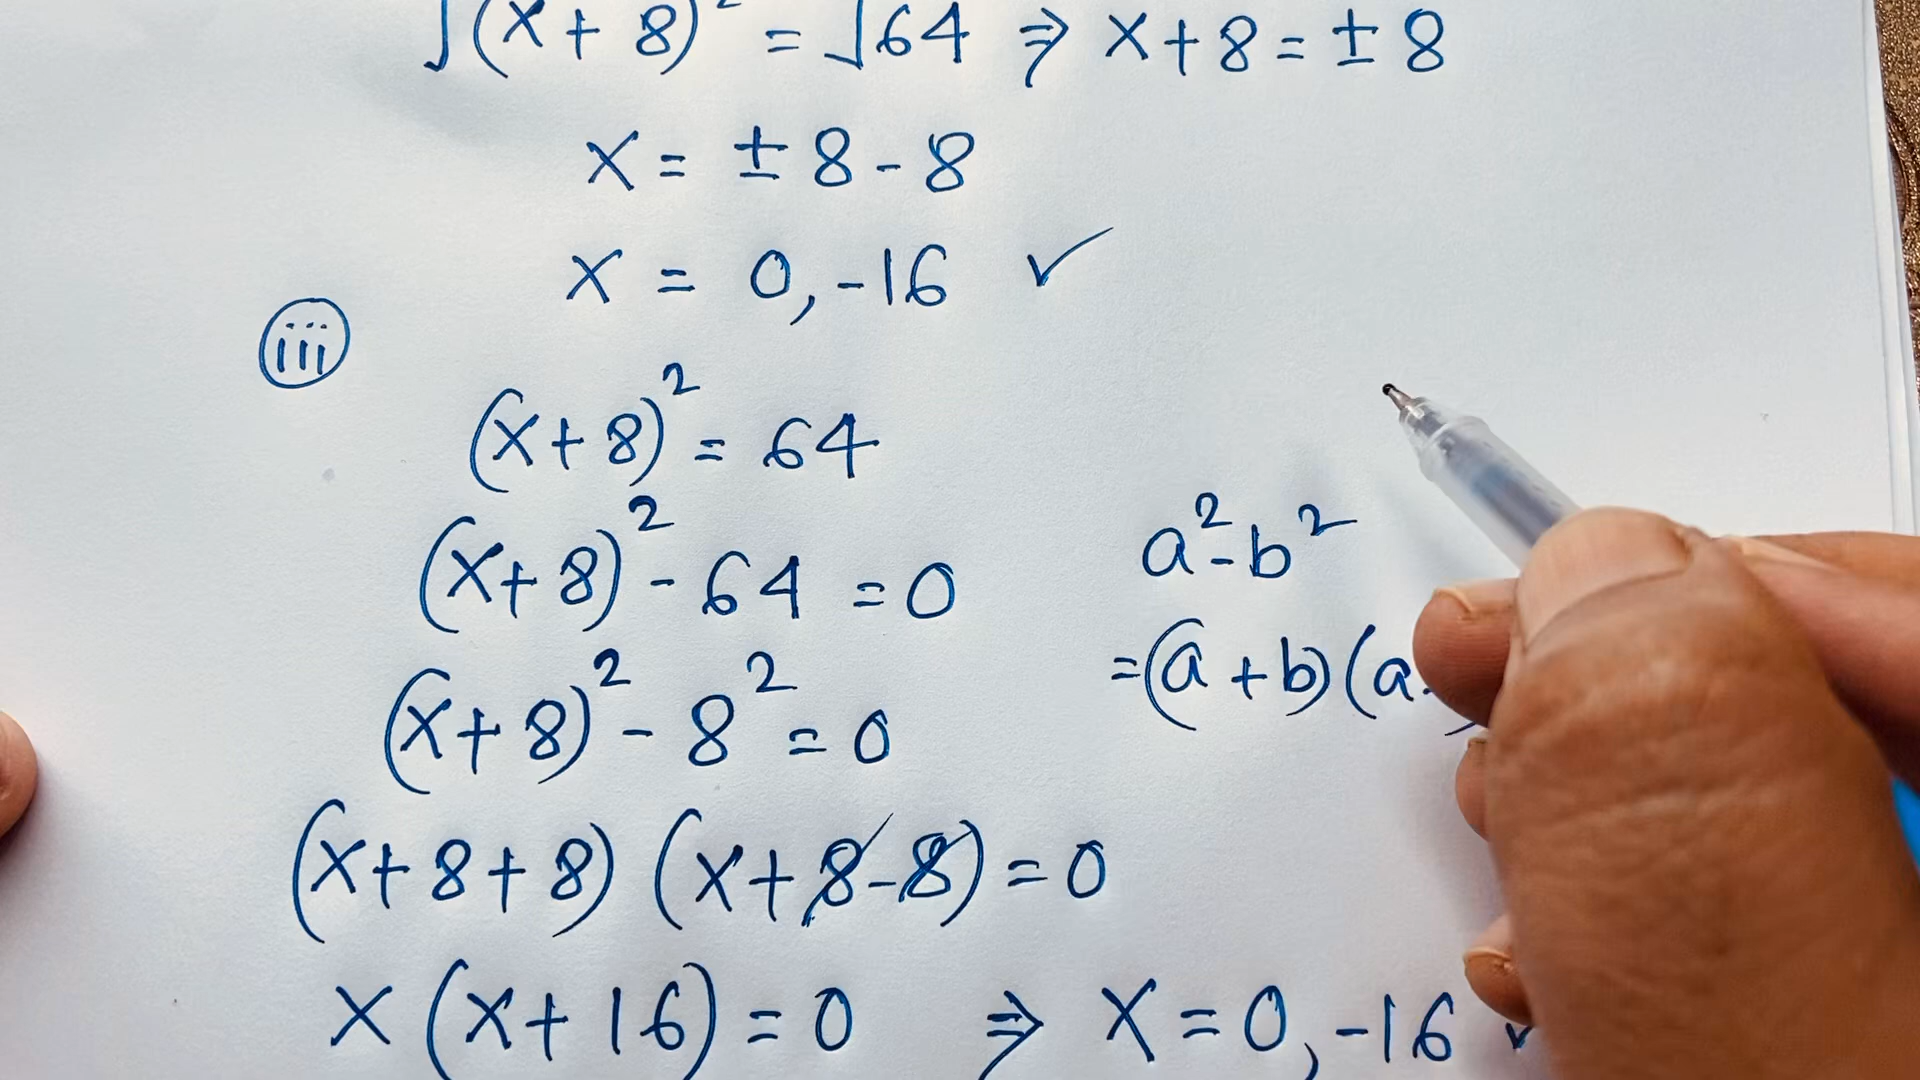 √(x+8)² = √64 ⇒ x+8 = ±8
x = ±8-8
x = 0, -16 ✓
(iii)
(x+8)² = 64
(x+8)² - 64 = 0
a²-b²
=(a+b)(a-
(x+8)² - 8² = 0
(x+8+8)(x+8-8) = 0
x(x+16) = 0 ⇒ x = 0, -16 ✓